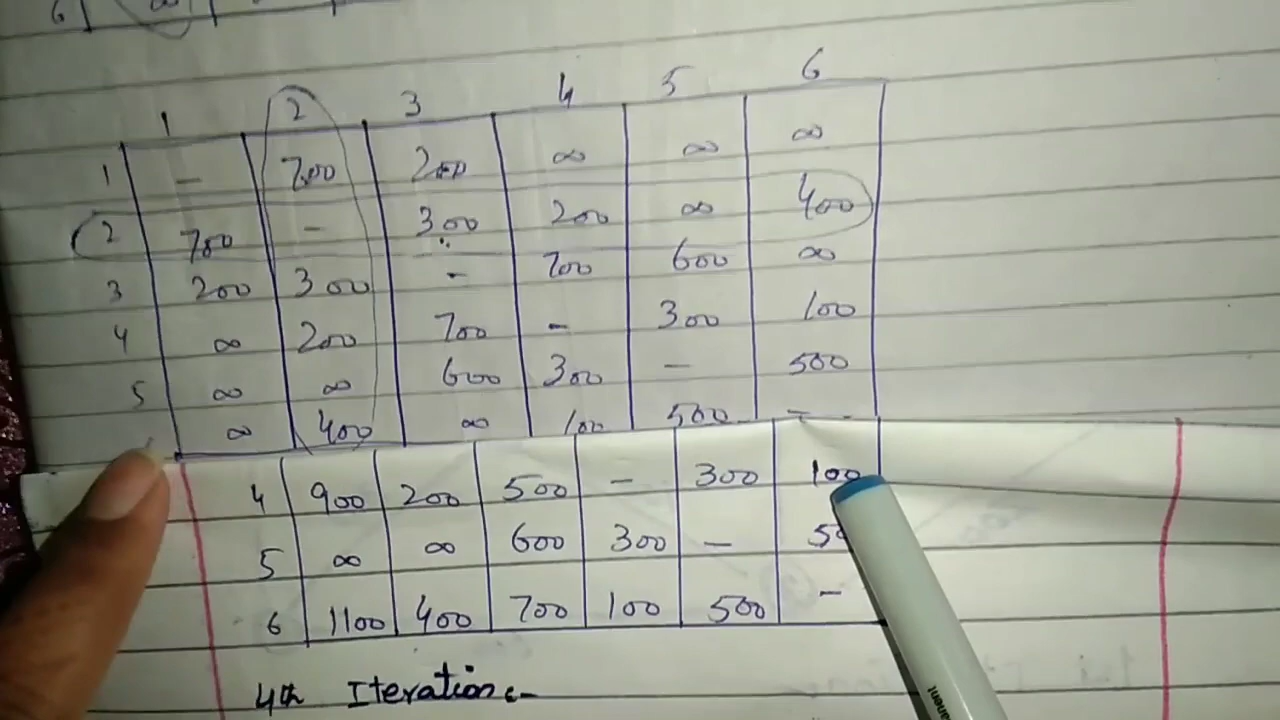 6 ∞
1 2 3 4 5 6
1 - 700 200 ∞ ∞ ∞
2 700 - 300 200 ∞ 400
3 200 300 - 700 600 ∞
4 ∞ 200 700 - 300 100
5 ∞ ∞ 600 300 - 500
∞ 400 ∞ 100 500 -
4 900 200 500 - 300 100
5 ∞ ∞ 600 300 -
6 1100 400 700 100 500 -
4th Iteration:-